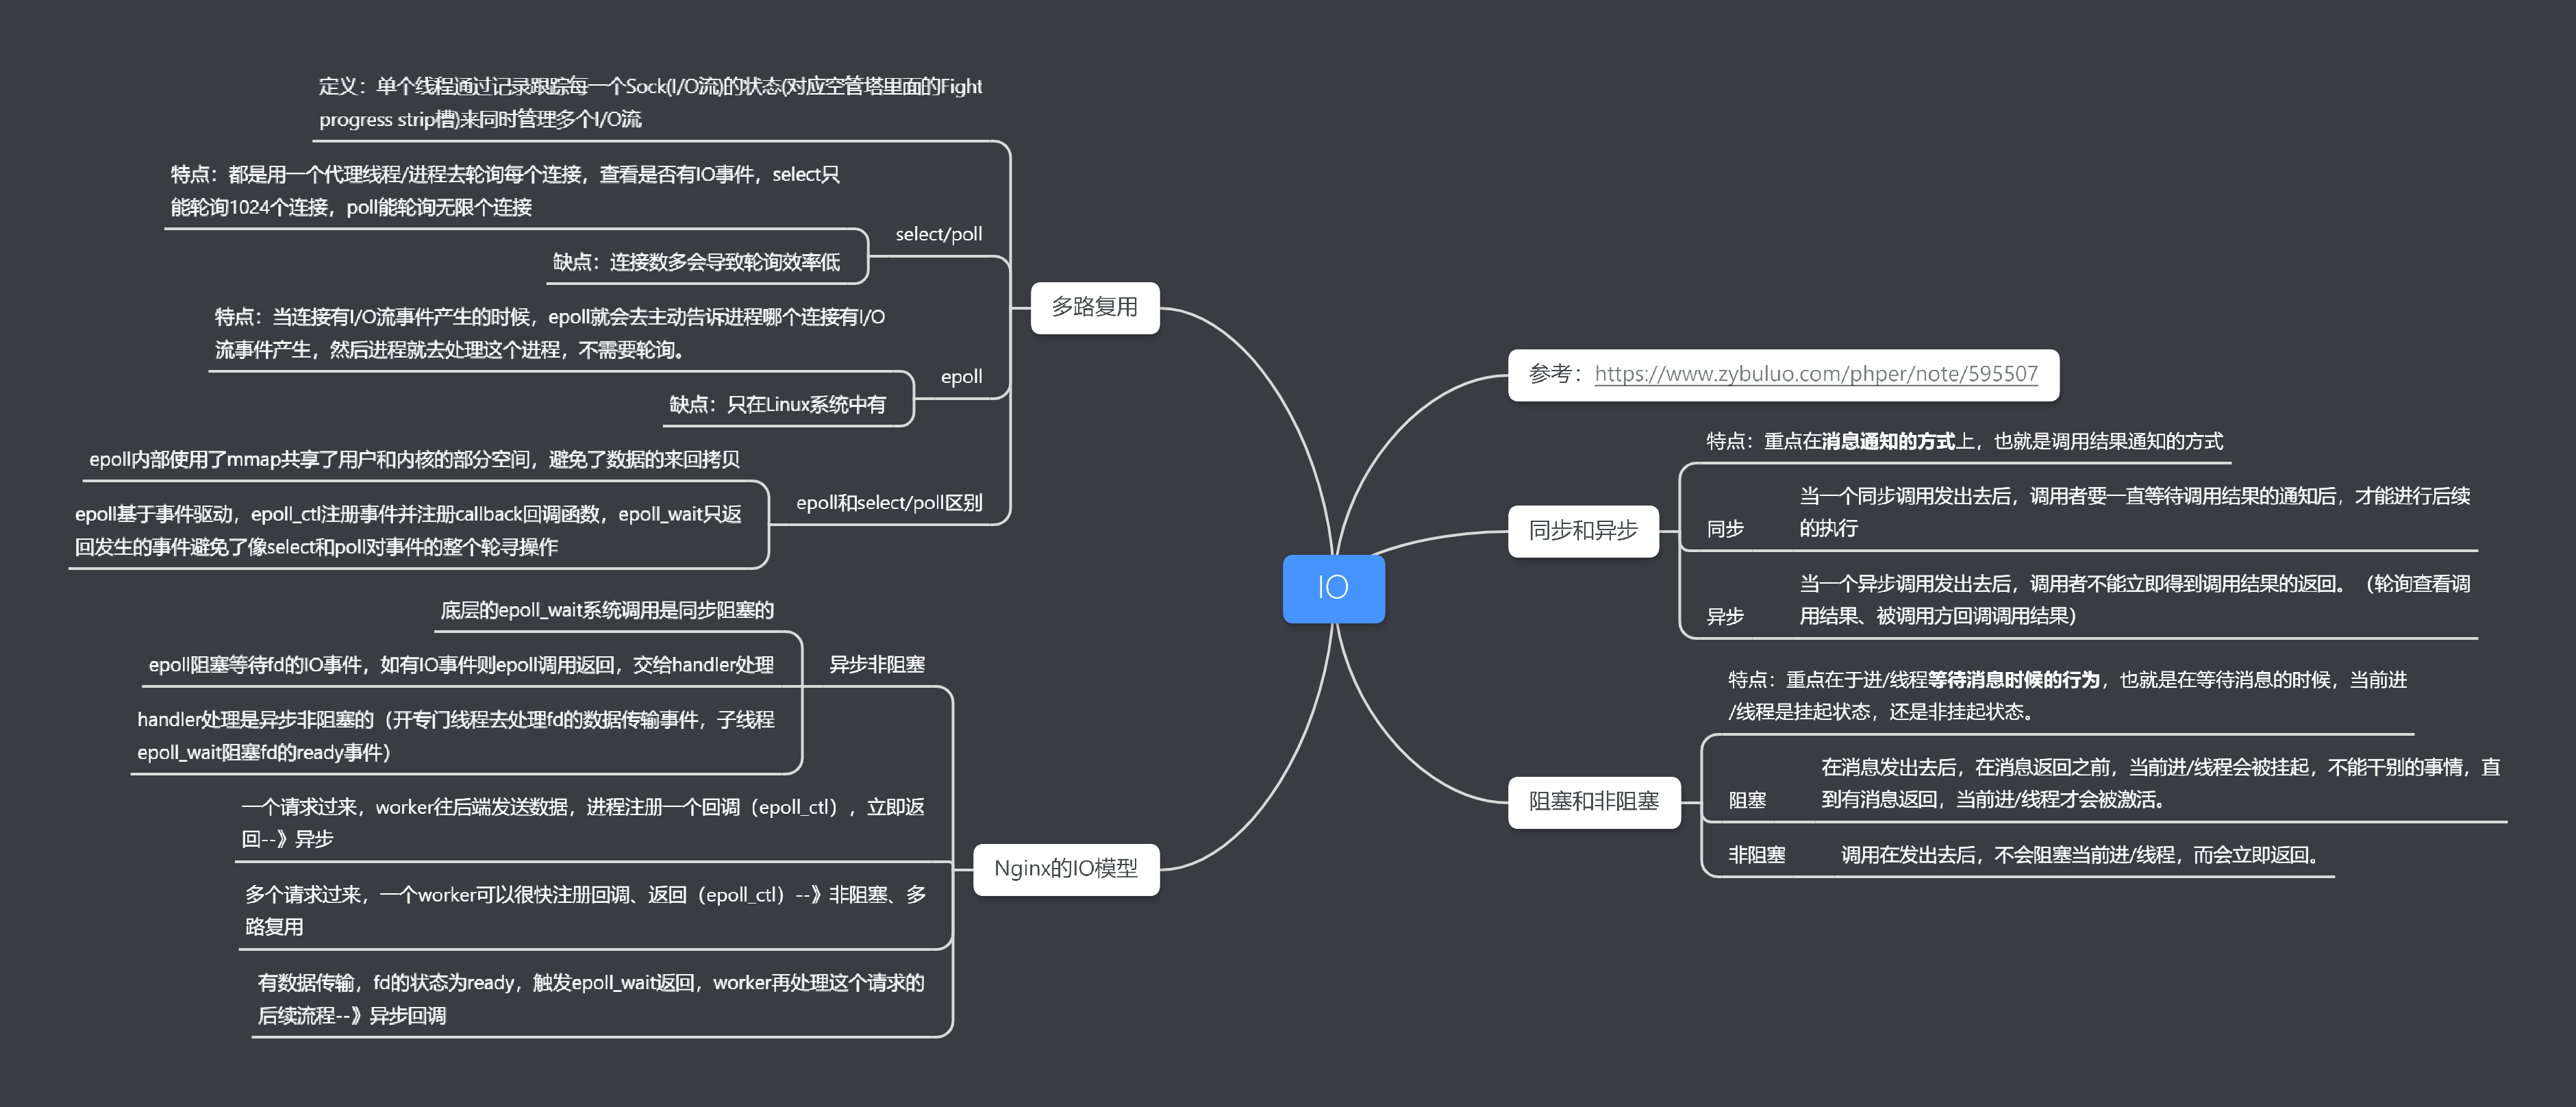 IO
参考：https://www.zybuluo.com/phper/note/595507
同步和异步
特点：重点在消息通知的方式上，也就是调用结果通知的方式
同步
当一个同步调用发出去后，调用者要一直等待调用结果的通知后，才能进行后续
的执行
异步
当一个异步调用发出去后，调用者不能立即得到调用结果的返回。（轮询查看调
用结果、被调用方回调调用结果）
阻塞和非阻塞
特点：重点在于进/线程等待消息时候的行为，也就是在等待消息的时候，当前进
/线程是挂起状态，还是非挂起状态。
阻塞
在消息发出去后，在消息返回之前，当前进/线程会被挂起，不能干别的事情，直
到有消息返回，当前进/线程才会被激活。
非阻塞
调用在发出去后，不会阻塞当前进/线程，而会立即返回。
多路复用
定义：单个线程通过记录跟踪每一个Sock(I/O流)的状态(对应空管塔里面的Fight
progress strip槽)来同时管理多个I/O流
select/poll
特点：都是用一个代理线程/进程去轮询每个连接，查看是否有IO事件，select只
能轮询1024个连接，poll能轮询无限个连接
缺点：连接数多会导致轮询效率低
epoll
特点：当连接有I/O流事件产生的时候，epoll就会去主动告诉进程哪个连接有I/O
流事件产生，然后进程就去处理这个进程，不需要轮询。
缺点：只在Linux系统中有
epoll和select/poll区别
epoll内部使用了mmap共享了用户和内核的部分空间，避免了数据的来回拷贝
epoll基于事件驱动，epoll_ctl注册事件并注册callback回调函数，epoll_wait只返
回发生的事件避免了像select和poll对事件的整个轮寻操作
Nginx的IO模型
异步非阻塞
底层的epoll_wait系统调用是同步阻塞的
epoll阻塞等待fd的IO事件，如有IO事件则epoll调用返回，交给handler处理
handler处理是异步非阻塞的（开专门线程去处理fd的数据传输事件，子线程
epoll_wait阻塞fd的ready事件）
一个请求过来，worker往后端发送数据，进程注册一个回调（epoll_ctl），立即返
回--》异步
多个请求过来，一个worker可以很快注册回调、返回（epoll_ctl）--》非阻塞、多
路复用
有数据传输，fd的状态为ready，触发epoll_wait返回，worker再处理这个请求的
后续流程--》异步回调